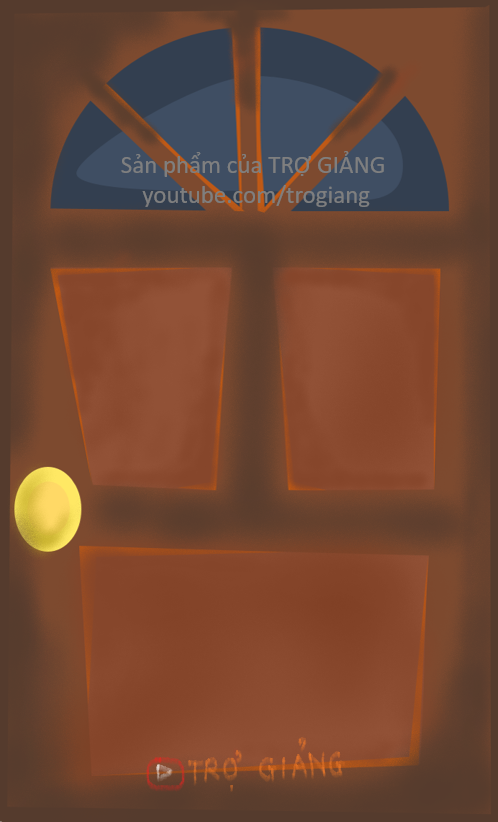 Sản phẩm của TRỢ GIẢNG
youtube.com/trogiang
TRỢ GIẢNG